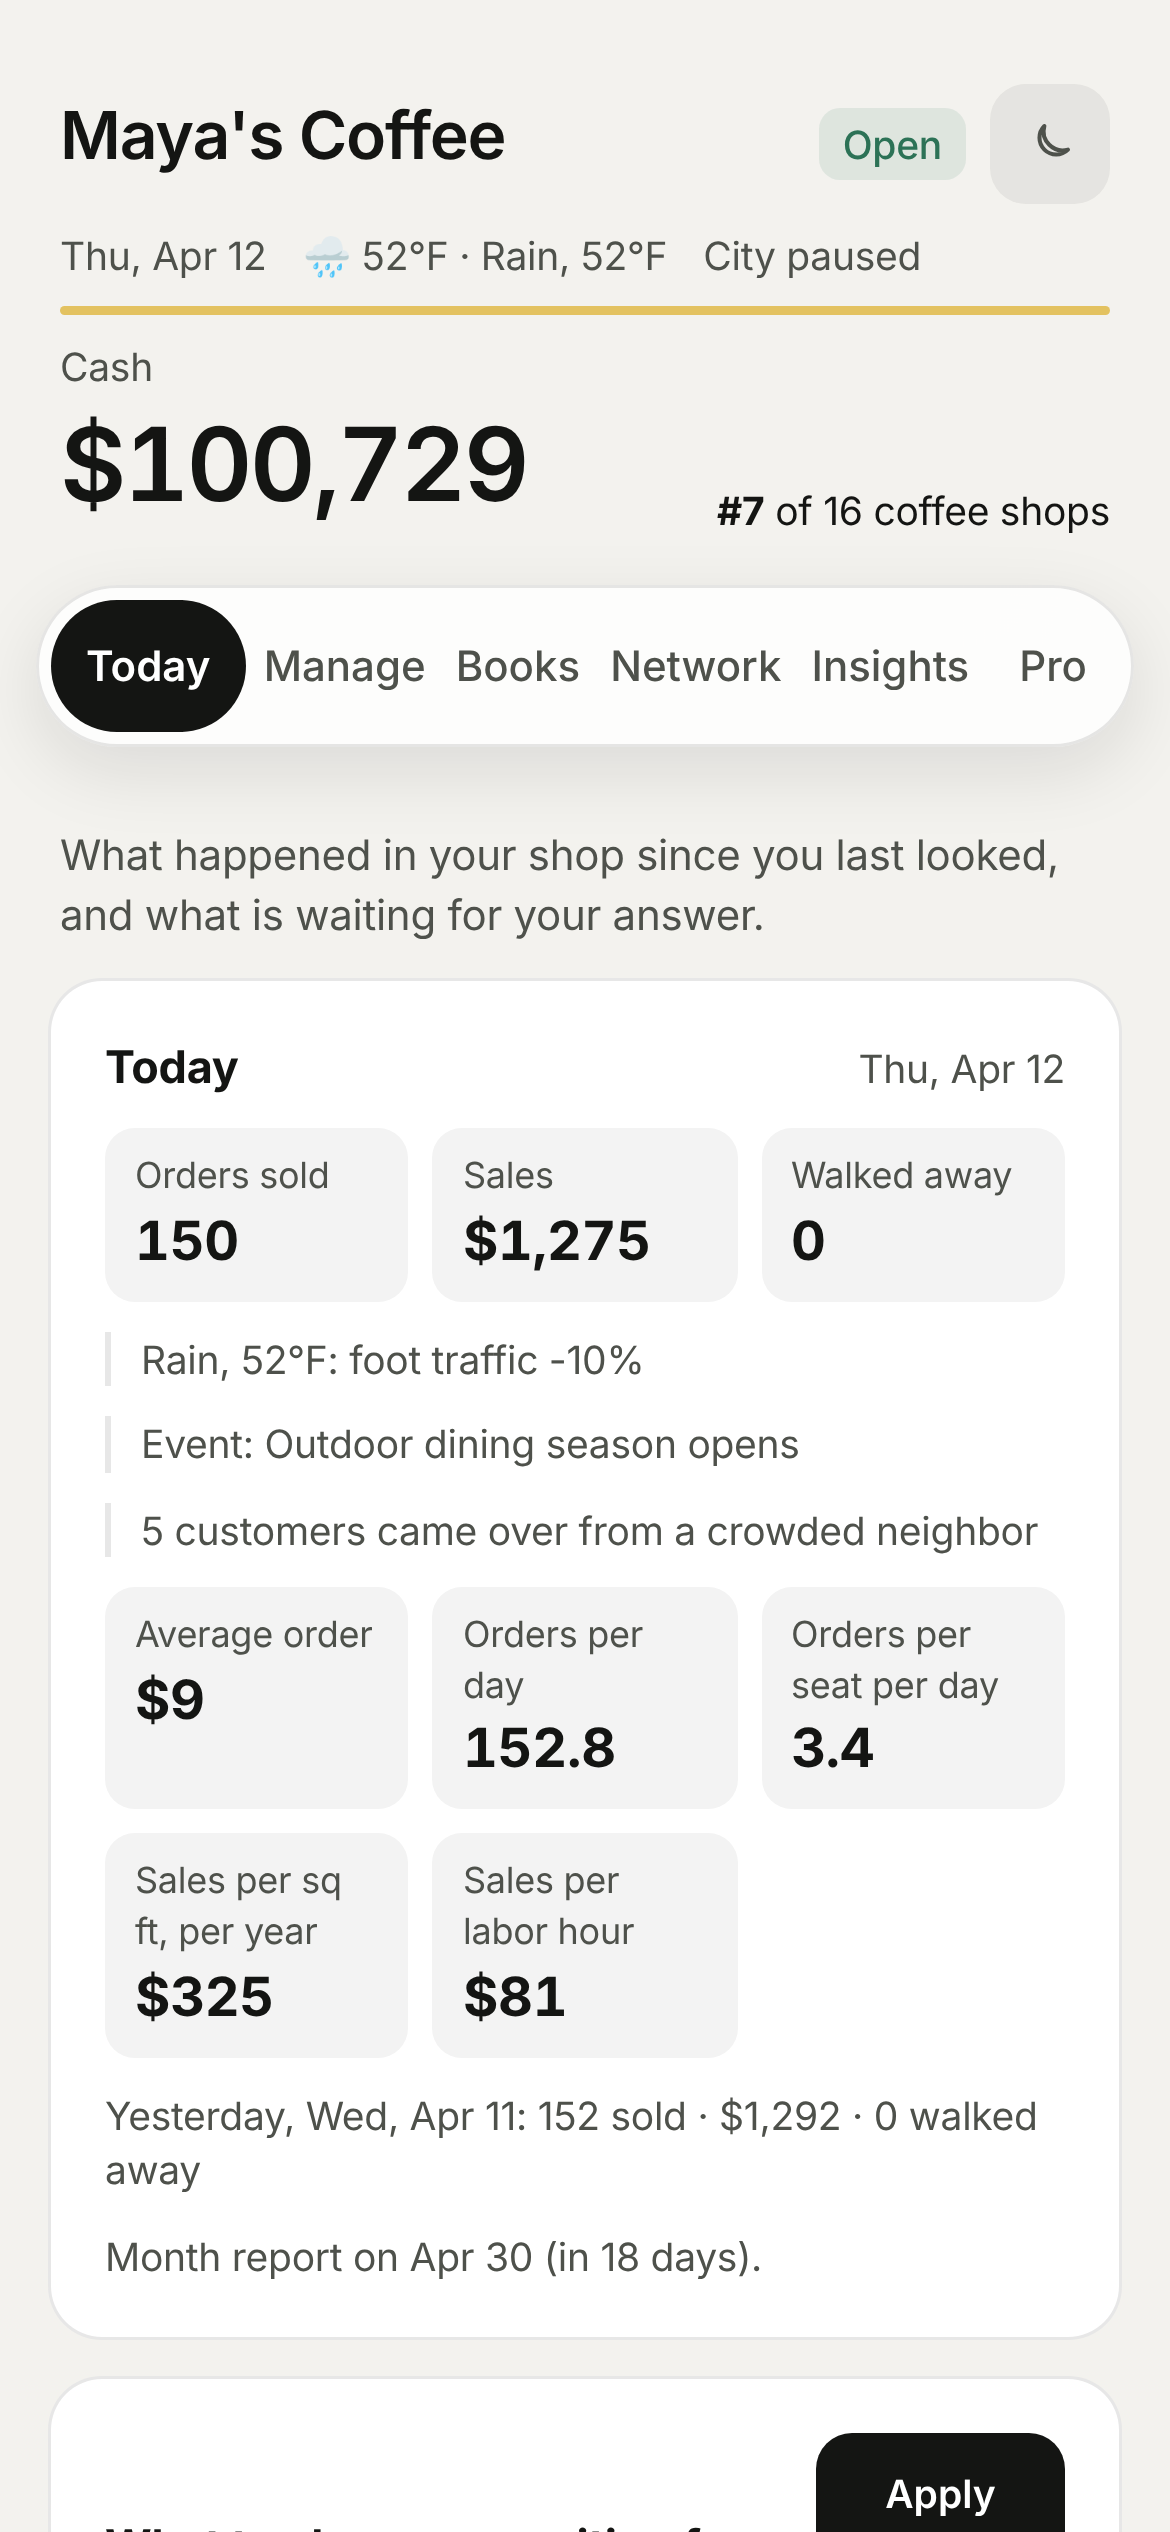 Maya's Coffee
Open
Thu, Apr 12 52°F · Rain, 52°F City paused
Cash
$100,729
#7 of 16 coffee shops
Today Manage Books Network Insights Pro
What happened in your shop since you last looked,
and what is waiting for your answer.
Today
Thu, Apr 12
Orders sold
150
Sales
$1,275
Walked away
0
Rain, 52°F: foot traffic -10%
Event: Outdoor dining season opens
5 customers came over from a crowded neighbor
Average order
$9
Orders per
day
152.8
Orders per
seat per day
3.4
Sales per sq
ft, per year
$325
Sales per
labor hour
$81
Yesterday, Wed, Apr 11: 152 sold · $1,292 · 0 walked
away
Month report on Apr 30 (in 18 days).
Apply